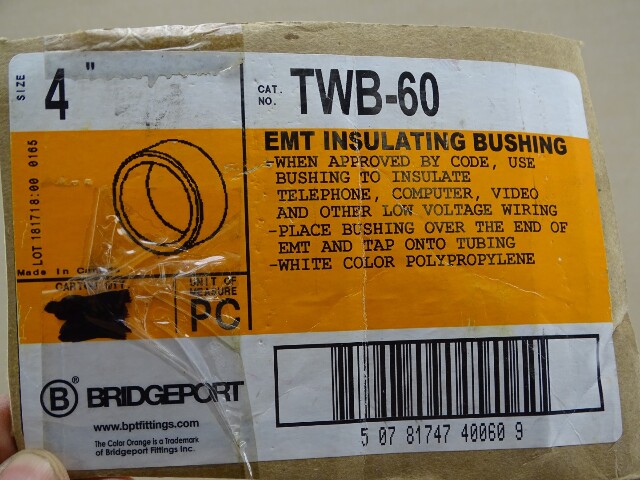 SIZE
4"
CAT.
NO.
TWB-60
LOT 181718:00 0165
EMT INSULATING BUSHING
-WHEN APPROVED BY CODE, USE
BUSHING TO INSULATE
TELEPHONE, COMPUTER, VIDEO
AND OTHER LOW VOLTAGE WIRING
-PLACE BUSHING OVER THE END OF
EMT AND TAP ONTO TUBING
-WHITE COLOR POLYPROPYLENE
Made In
UNIT OF
MEASURE
PC
B® BRIDGEPORT
www.bptfittings.com
The Color Orange is a Trademark
of Bridgeport Fittings Inc.
5 07 81747 40060 9